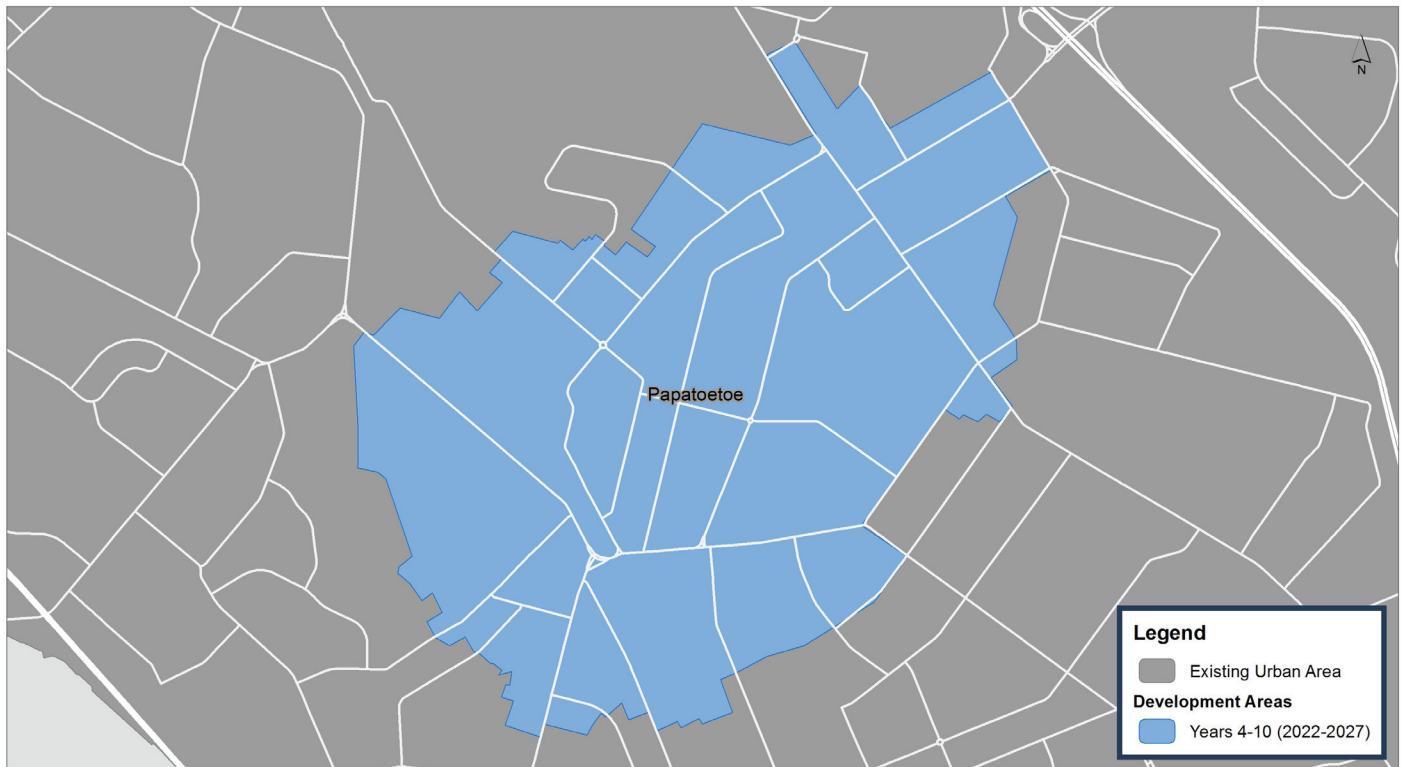 N
Papatoetoe
Legend
Existing Urban Area
Development Areas
Years 4-10 (2022-2027)